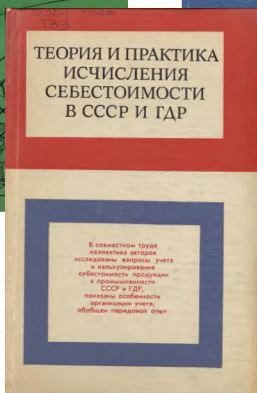 ТЕОРИЯ И ПРАКТИКА
ИСЧИСЛЕНИЯ
СЕБЕСТОИМОСТИ
В СССР И ГДР
В совместном труде
коллектива авторов
исследованы вопросы учета
и калькулирования
себестоимость продукции
в промышленности
СССР и ГДР,
показаны особенности
организации учета,
обобщен передовой опыт